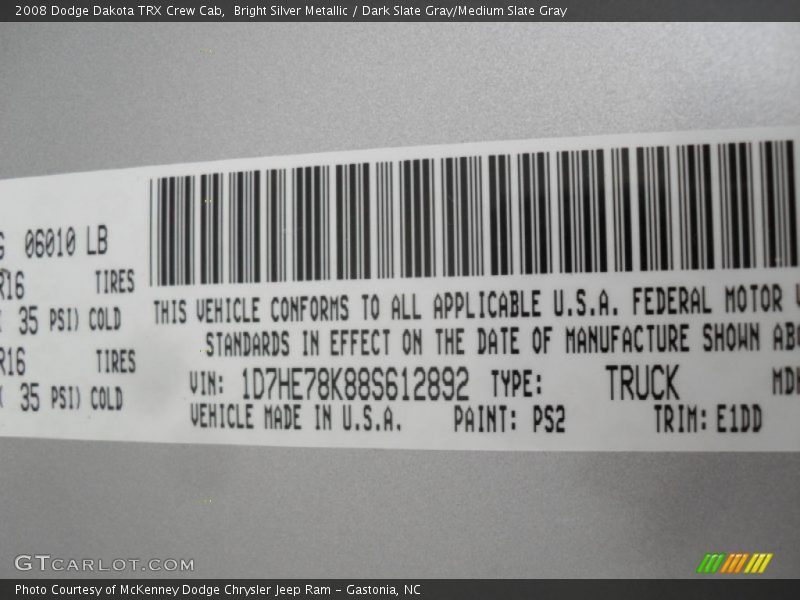 2008 Dodge Dakota TRX Crew Cab, Bright Silver Metallic / Dark Slate Gray/Medium Slate Gray
06010 LB
R16 TIRES
35 PSI) COLD
R16 TIRES
35 PSI) COLD
THIS VEHICLE CONFORMS TO ALL APPLICABLE U.S.A. FEDERAL MOTOR
STANDARDS IN EFFECT ON THE DATE OF MANUFACTURE SHOWN ABO
VIN: 1D7HE78K88S612892 TYPE: TRUCK MDH
VEHICLE MADE IN U.S.A. PAINT: PS2 TRIM: E1DD
GTCARLOT.COM
Photo Courtesy of McKenney Dodge Chrysler Jeep Ram – Gastonia, NC